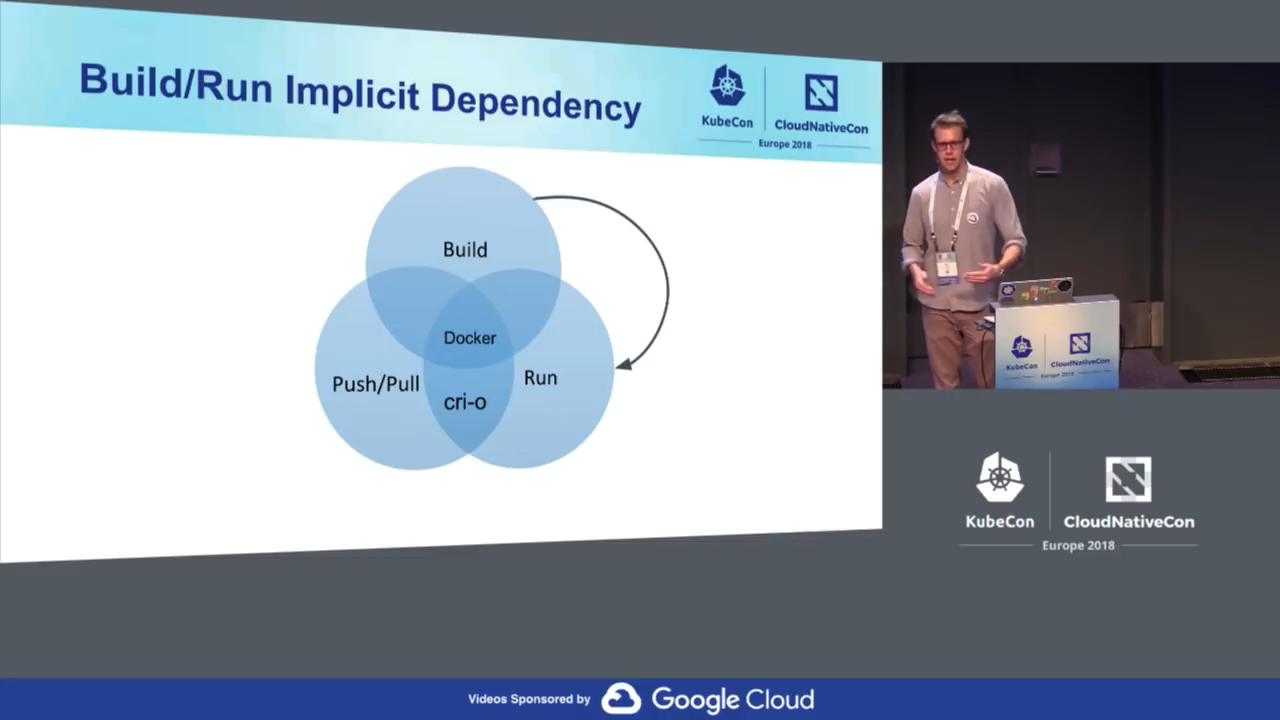 Build/Run Implicit Dependency
KubeCon
CloudNativeCon
Europe 2018
Build
Docker
Push/Pull
Run
cri-o
KubeCon
CloudNativeCon
Europe 2018
KubeCon
CloudNativeCon
Europe 2018
Videos Sponsored by Google Cloud